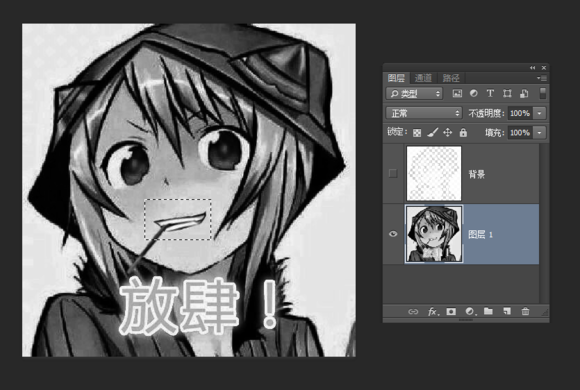 放肆！
图层 通道 路径
类型
正常 不透明度： 100%
锁定： 填充： 100%
背景
图层 1
fx